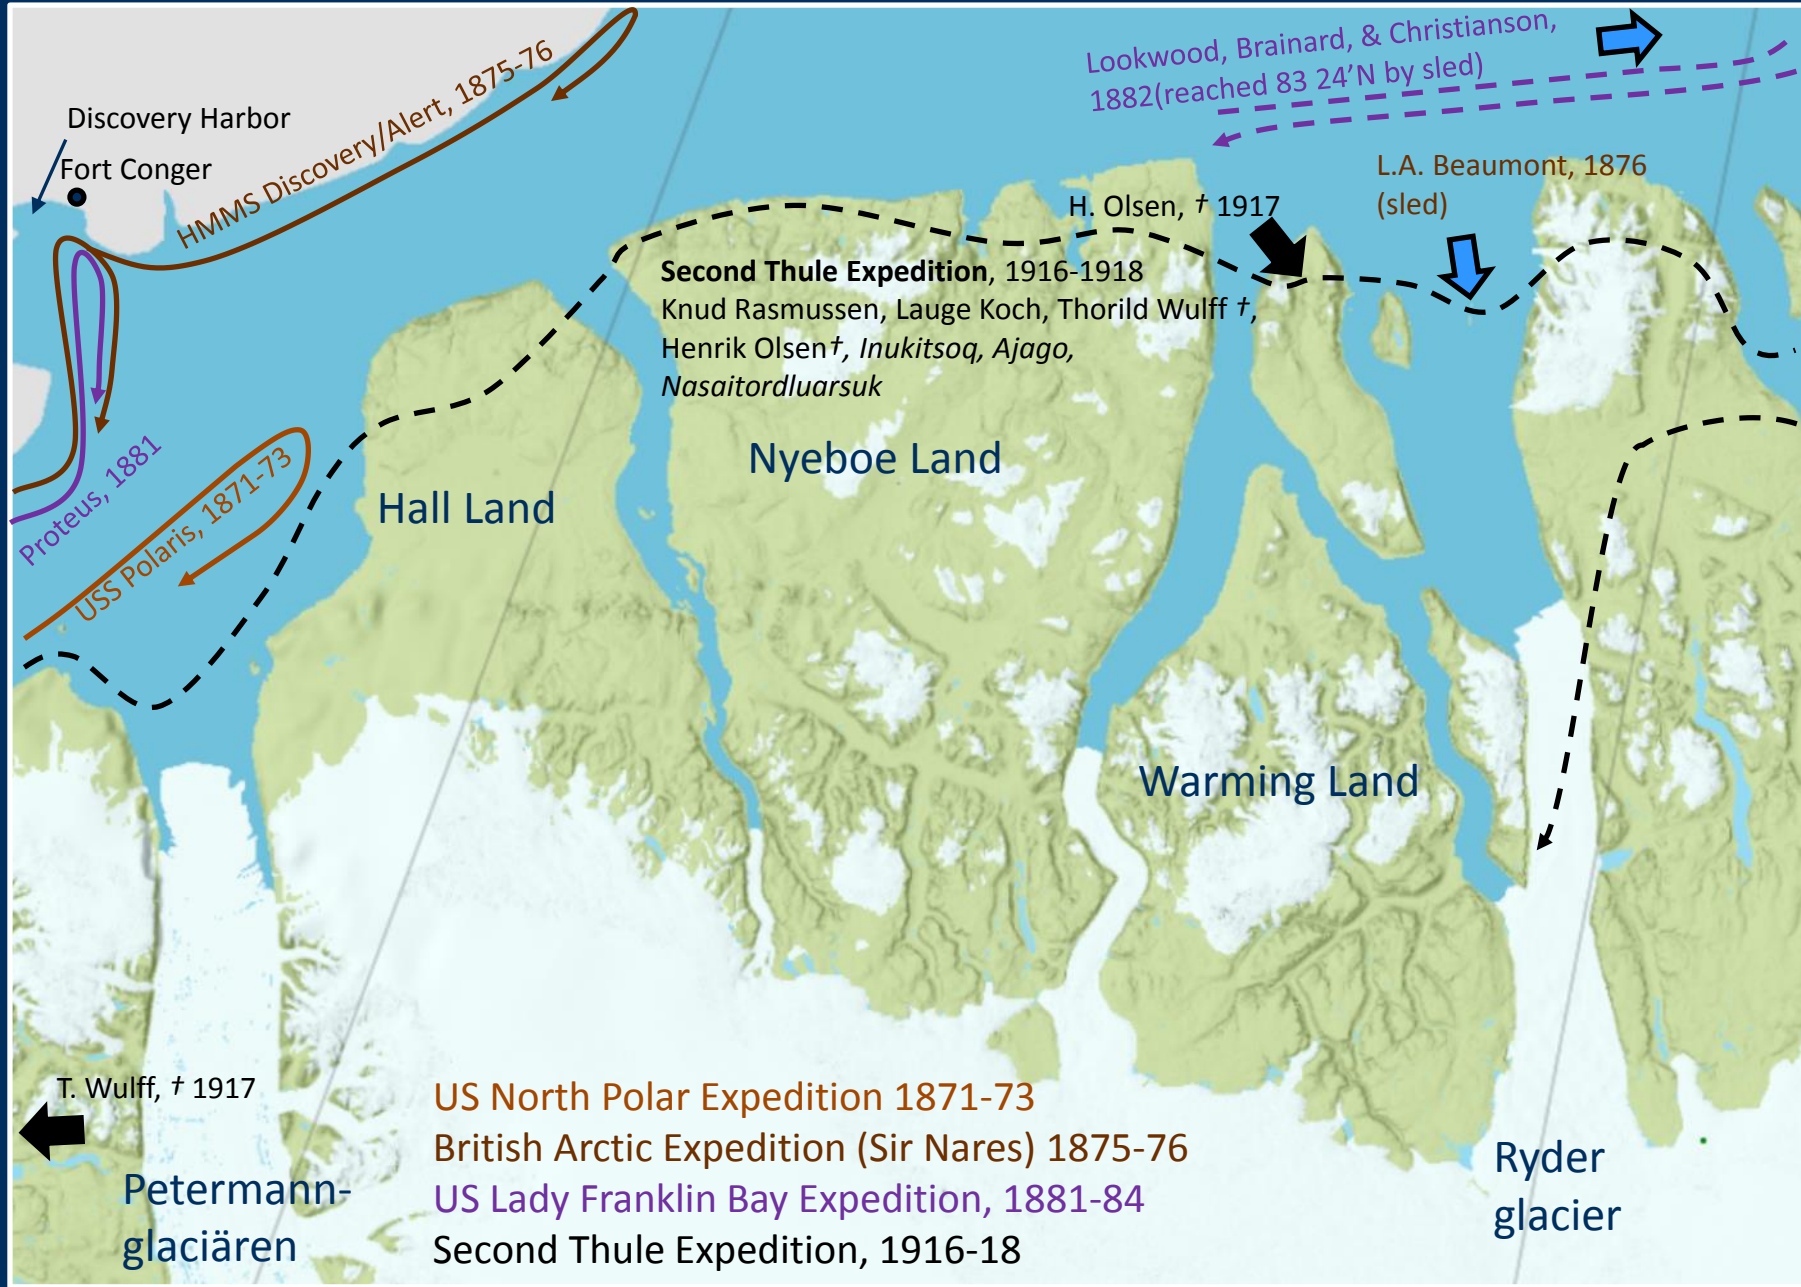 Lookwood, Brainard, & Christianson,
1882(reached 83 24’N by sled)
HMMS Discovery/Alert, 1875-76
Discovery Harbor
Fort Conger
L.A. Beaumont, 1876
(sled)
H. Olsen, † 1917
Second Thule Expedition, 1916-1918
Knud Rasmussen, Lauge Koch, Thorild Wulff †,
Henrik Olsen†, Inukitsoq, Ajago,
Nasaitordluarsuk
Proteus, 1881
USS Polaris, 1871-73
Hall Land
Nyeboe Land
Warming Land
T. Wulff, † 1917
Petermann-
glaciären
US North Polar Expedition 1871-73
British Arctic Expedition (Sir Nares) 1875-76
US Lady Franklin Bay Expedition, 1881-84
Second Thule Expedition, 1916-18
Ryder
glacier